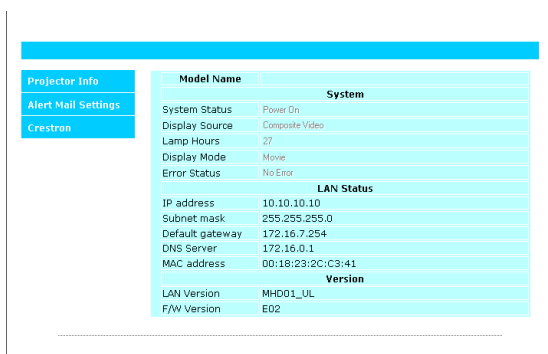 Projector Info
Alert Mail Settings
Crestron
Model Name
System
System Status Power On
Display Source Composite Video
Lamp Hours 27
Display Mode Movie
Error Status No Error
LAN Status
IP address 10.10.10.10
Subnet mask 255.255.255.0
Default gateway 172.16.7.254
DNS Server 172.16.0.1
MAC address 00:18:23:2C:C3:41
Version
LAN Version MHD01_UL
F/W Version E02